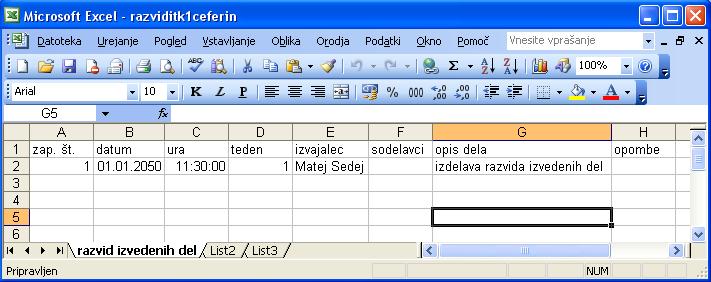 Microsoft Excel - razviditk1ceferin
Datoteka Urejanje Pogled Vstavljanje Oblika Orodja Podatki Okno Pomoč Vnesite vprašanje
100%
Arial 10 B I U
G5 fx
A B C D E F G H
1 zap. št. datum ura teden izvajalec sodelavci opis dela opombe
2 1 01.01.2050 11:30:00 1 Matej Sedej izdelava razvida izvedenih del
3
4
5
6
razvid izvedenih del List2 List3
Pripravljen NUM